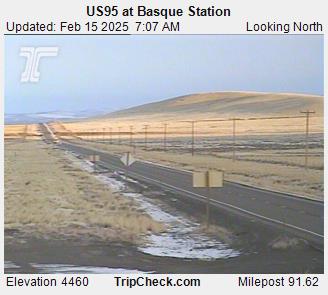 US95 at Basque Station
Updated: Feb 15 2025 7:07 AM Looking North
Elevation 4460 TripCheck.com Milepost 91.62